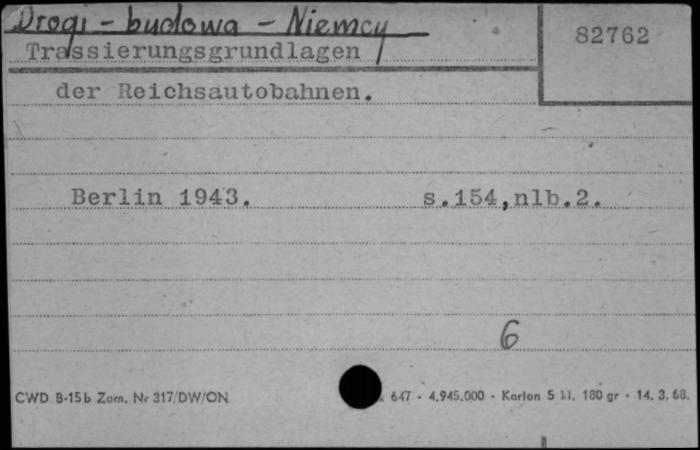 Drogi - budowa - Niemcy
82762
Trassierungsgrundlagen
der Reichsautobahnen.
Berlin 1943. s.154,nlb.2.
6
CWD B-15b Zam. Nr 317/DW/ON 647 - 4.945.000 - Karton 5 kl. 180 gr - 14. 3. 68.